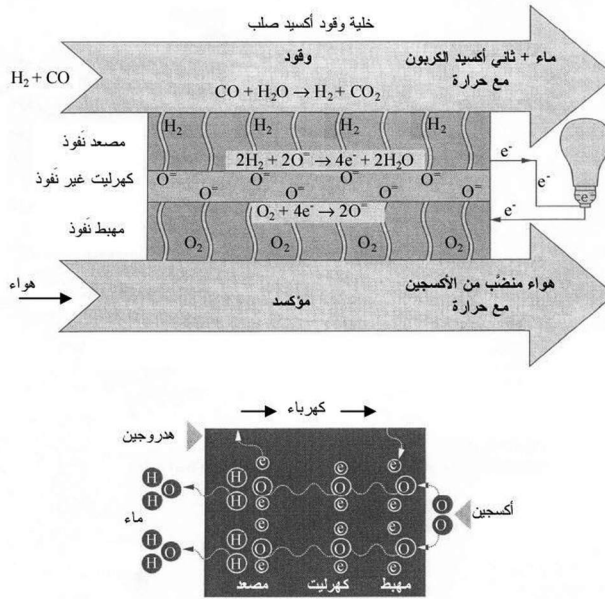 خلية وقود أكسيد صلب
وقود
ماء + ثاني أكسيد الكربون
مع حرارة
H₂ + CO
CO + H₂O → H₂ + CO₂
H₂ H₂ H₂ H₂
مصعد نَفوذ
2H₂ + 2O⁼ → 4e⁻ + 2H₂O
e⁻
e⁻
e⁻
كهرليت غير نَفوذ
O⁼ O⁼ O⁼ O⁼ O⁼ O⁼ O⁼
O₂ + 4e⁻ → 2O⁼
e⁻
مهبط نَفوذ
O₂ O₂ O₂ O₂
هواء
مؤكسد
هواء منضَّب من الأكسجين
مع حرارة
كهرباء
هدروجين
e e e
H H O H H O O O
e e e
O
أكسجين
O
ماء
e e e
H H O H H O O O
e e e
مصعد كهرليت مهبط